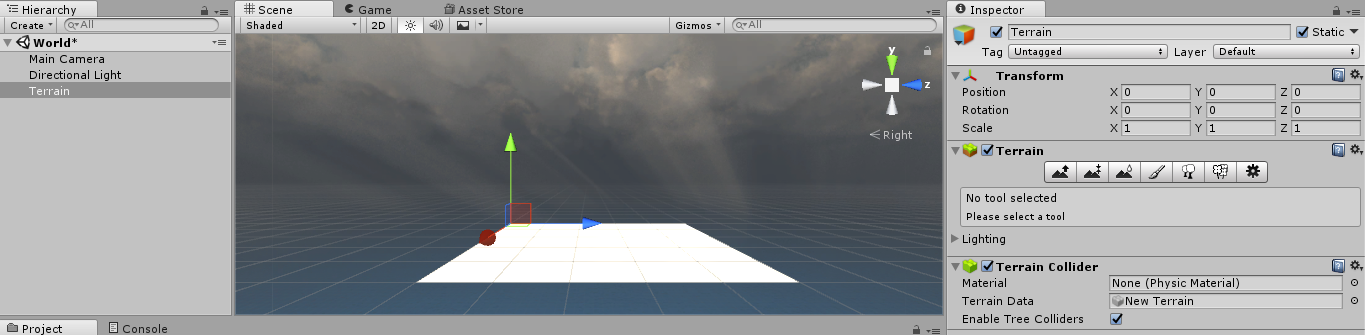 Hierarchy
Create
All
World*
Main Camera
Directional Light
Terrain
Scene
Game
Asset Store
Shaded
2D
Gizmos
All
y
z
Right
Inspector
Terrain
Static
Tag Untagged Layer Default
Transform
Position X 0 Y 0 Z 0
Rotation X 0 Y 0 Z 0
Scale X 1 Y 1 Z 1
Terrain
No tool selected
Please select a tool
Lighting
Terrain Collider
Material None (Physic Material)
Terrain Data New Terrain
Enable Tree Colliders
Project
Console